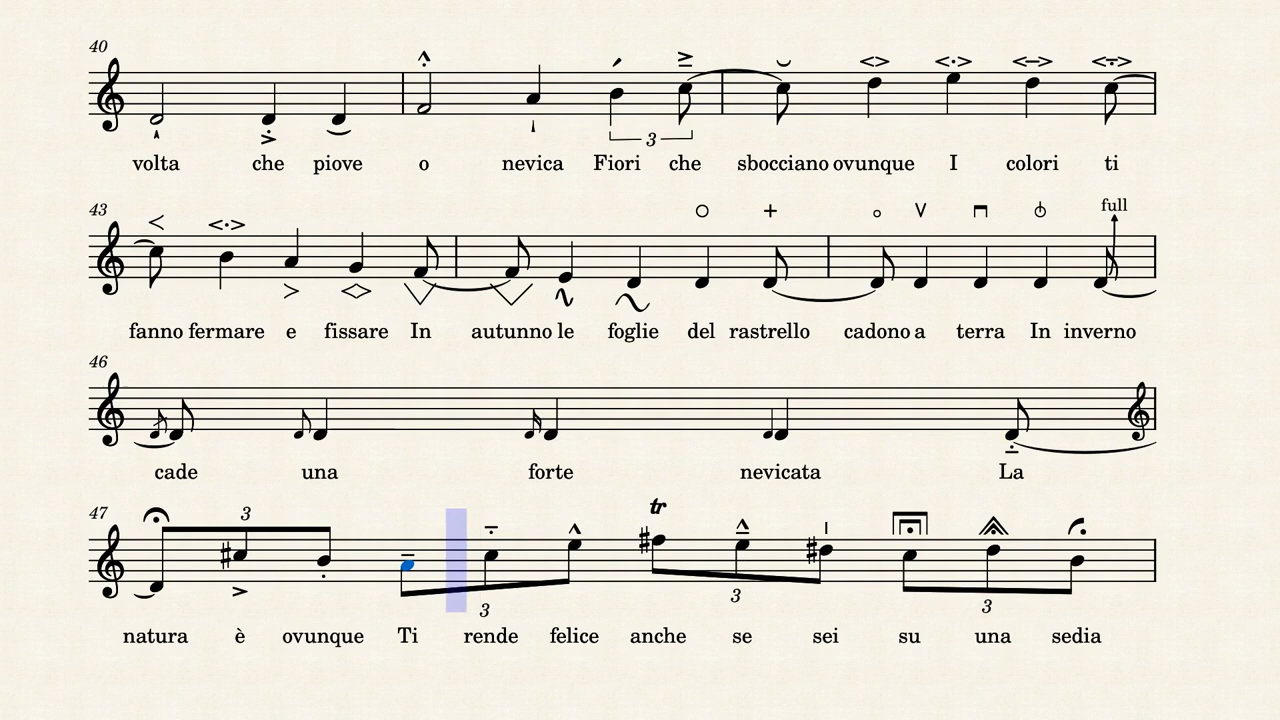 40
volta che piove o nevica Fiori che sbocciano ovunque I colori ti
3
43
full
fanno fermare e fissare In autunno le foglie del rastrello cadono a terra In inverno
46
cade una forte nevicata La
47
3
tr
3 3 3
natura è ovunque Ti rende felice anche se sei su una sedia